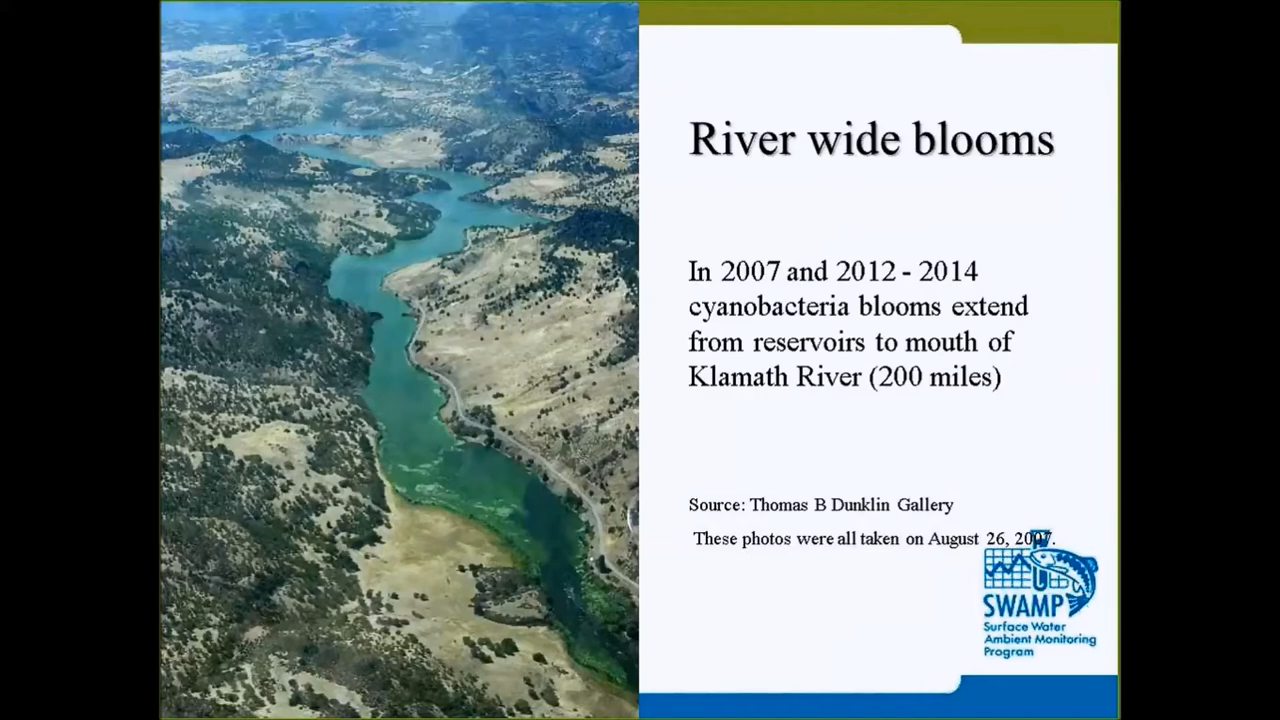 River wide blooms
In 2007 and 2012 - 2014
cyanobacteria blooms extend
from reservoirs to mouth of
Klamath River (200 miles)
Source: Thomas B Dunklin Gallery
These photos were all taken on August 26, 2007.
SWAMP
Surface Water
Ambient Monitoring
Program